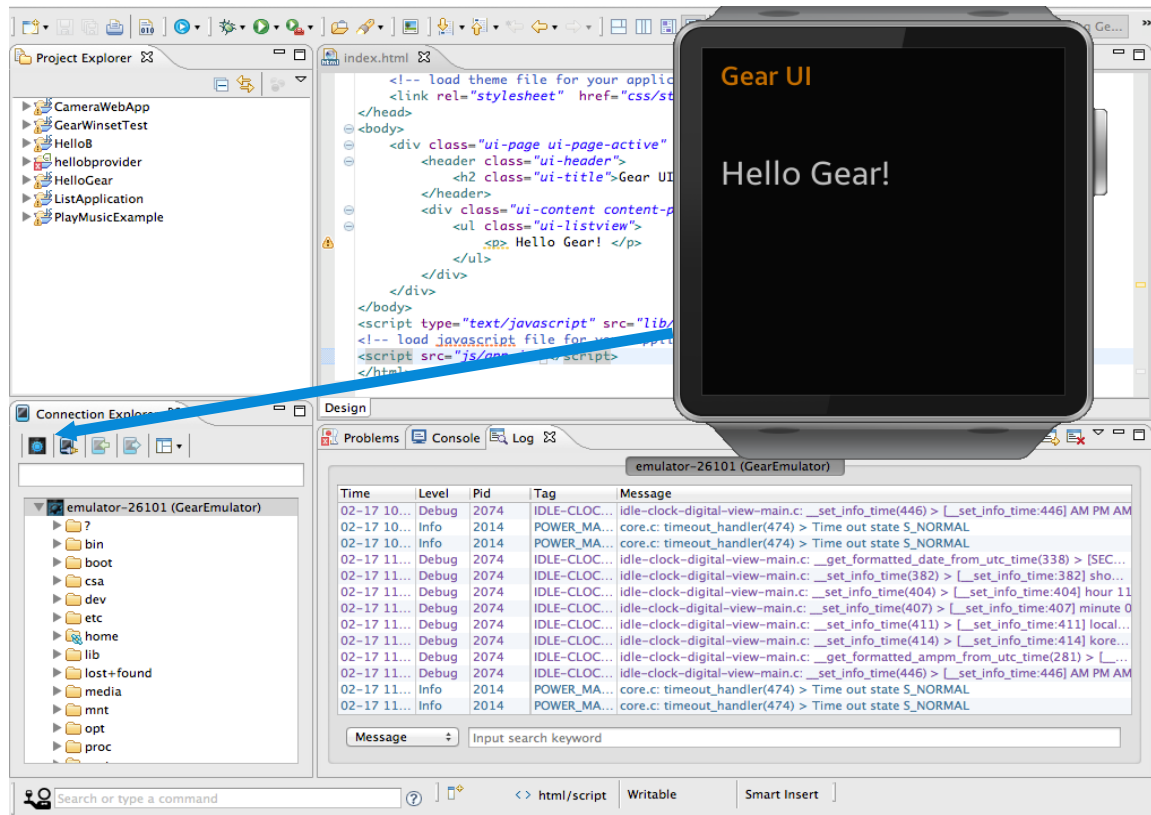 Ge...
»
Project Explorer
CameraWebApp
GearWinsetTest
HelloB
hellobprovider
HelloGear
ListApplication
PlayMusicExample
index.html
<!-- load theme file for your applic
<link rel="stylesheet" href="css/st
</head>
<body>
<div class="ui-page ui-page-active"
<header class="ui-header">
<h2 class="ui-title">Gear UI
</header>
<div class="ui-content content-p
<ul class="ui-listview">
<p> Hello Gear! </p>
</ul>
</div>
</div>
</body>
<script type="text/javascript" src="lib/
<!-- load javascript file for your appli
<script src="js/app script>
</html
Design
Gear UI
Hello Gear!
Connection Explorer
emulator-26101 (GearEmulator)
?
bin
boot
csa
dev
etc
home
lib
lost+found
media
mnt
opt
proc
Problems Console Log
emulator-26101 (GearEmulator)
Time Level Pid Tag Message
02-17 10... Debug 2074 IDLE-CLOC... idle-clock-digital-view-main.c: __set_info_time(446) > [__set_info_time:446] AM PM AM
02-17 10... Info 2014 POWER_MA... core.c: timeout_handler(474) > Time out state S_NORMAL
02-17 10... Info 2014 POWER_MA... core.c: timeout_handler(474) > Time out state S_NORMAL
02-17 11... Debug 2074 IDLE-CLOC... idle-clock-digital-view-main.c: __get_formatted_date_from_utc_time(338) > [SEC...
02-17 11... Debug 2074 IDLE-CLOC... idle-clock-digital-view-main.c: __set_info_time(382) > [__set_info_time:382] sho...
02-17 11... Debug 2074 IDLE-CLOC... idle-clock-digital-view-main.c: __set_info_time(404) > [__set_info_time:404] hour 11
02-17 11... Debug 2074 IDLE-CLOC... idle-clock-digital-view-main.c: __set_info_time(407) > [__set_info_time:407] minute 0
02-17 11... Debug 2074 IDLE-CLOC... idle-clock-digital-view-main.c: __set_info_time(411) > [__set_info_time:411] local...
02-17 11... Debug 2074 IDLE-CLOC... idle-clock-digital-view-main.c: __set_info_time(414) > [__set_info_time:414] kore...
02-17 11... Debug 2074 IDLE-CLOC... idle-clock-digital-view-main.c: __get_formatted_ampm_from_utc_time(281) > [__...
02-17 11... Debug 2074 IDLE-CLOC... idle-clock-digital-view-main.c: __set_info_time(446) > [__set_info_time:446] AM PM AM
02-17 11... Info 2014 POWER_MA... core.c: timeout_handler(474) > Time out state S_NORMAL
02-17 11... Info 2014 POWER_MA... core.c: timeout_handler(474) > Time out state S_NORMAL
Message Input search keyword
Search or type a command
<> html/script Writable Smart Insert